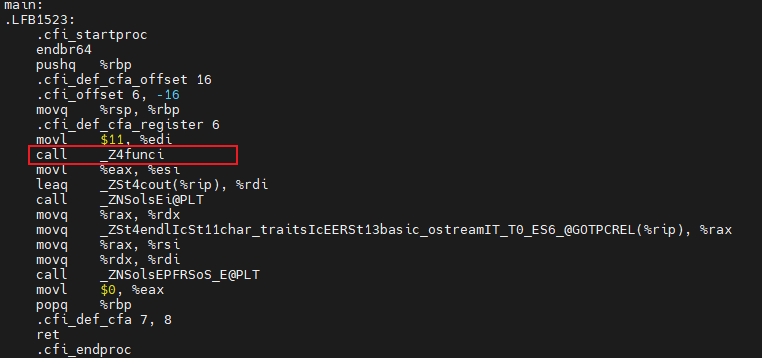 main:
.LFB1523:
.cfi_startproc
endbr64
pushq %rbp
.cfi_def_cfa_offset 16
.cfi_offset 6, -16
movq %rsp, %rbp
.cfi_def_cfa_register 6
movl $11, %edi
call _Z4funci
movl %eax, %esi
leaq _ZSt4cout(%rip), %rdi
call _ZNSolsEi@PLT
movq %rax, %rdx
movq _ZSt4endlIcSt11char_traitsIcEERSt13basic_ostreamIT_T0_ES6_@GOTPCREL(%rip), %rax
movq %rax, %rsi
movq %rdx, %rdi
call _ZNSolsEPFRSoS_E@PLT
movl $0, %eax
popq %rbp
.cfi_def_cfa 7, 8
ret
.cfi_endproc